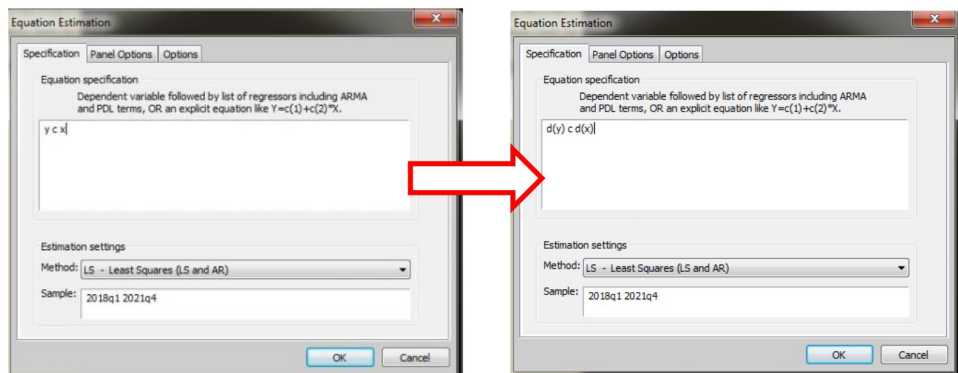 Equation Estimation
Specification Panel Options Options
Equation specification
Dependent variable followed by list of regressors including ARMA
and PDL terms, OR an explicit equation like Y=c(1)+c(2)*X.
y c x
Estimation settings
Method: LS - Least Squares (LS and AR)
Sample: 2018q1 2021q4
OK Cancel
Equation Estimation
Specification Panel Options Options
Equation specification
Dependent variable followed by list of regressors including ARMA
and PDL terms, OR an explicit equation like Y=c(1)+c(2)*X.
d(y) c d(x)
Estimation settings
Method: LS - Least Squares (LS and AR)
Sample: 2018q1 2021q4
OK Cancel